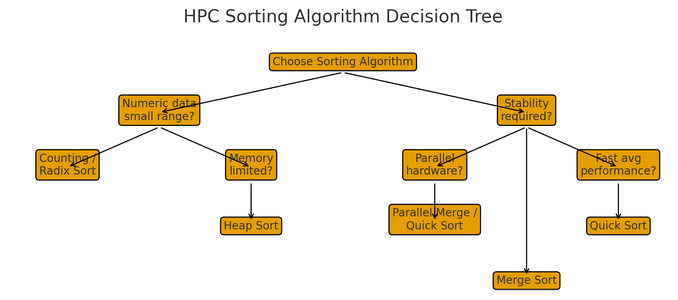 HPC Sorting Algorithm Decision Tree
Choose Sorting Algorithm
Numeric data
small range?
Stability
required?
Counting /
Radix Sort
Memory
limited?
Parallel
hardware?
Fast avg
performance?
Heap Sort
Parallel Merge /
Quick Sort
Quick Sort
Merge Sort